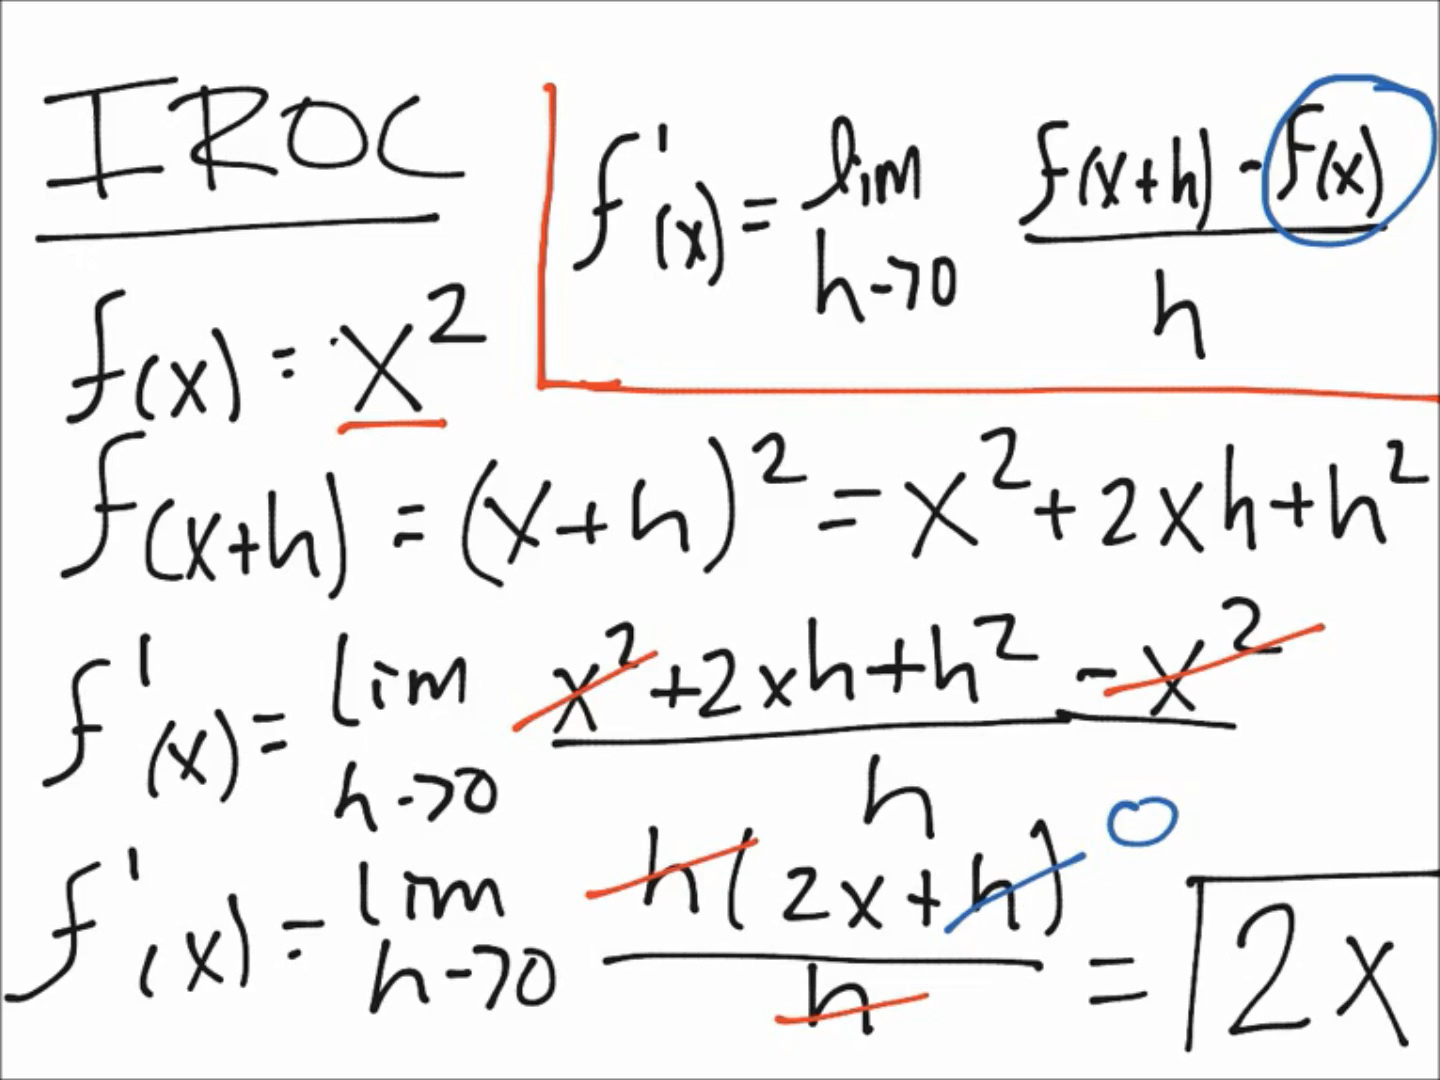 IROC
f'(x) = lim h->0 f(x+h) - f(x) / h
f(x) = x²
f(x+h) = (x+h)² = x² + 2xh + h²
f'(x) = lim h->0 x² + 2xh + h² - x² / h
f'(x) = lim h->0 h(2x + h) / h 0 = 2x